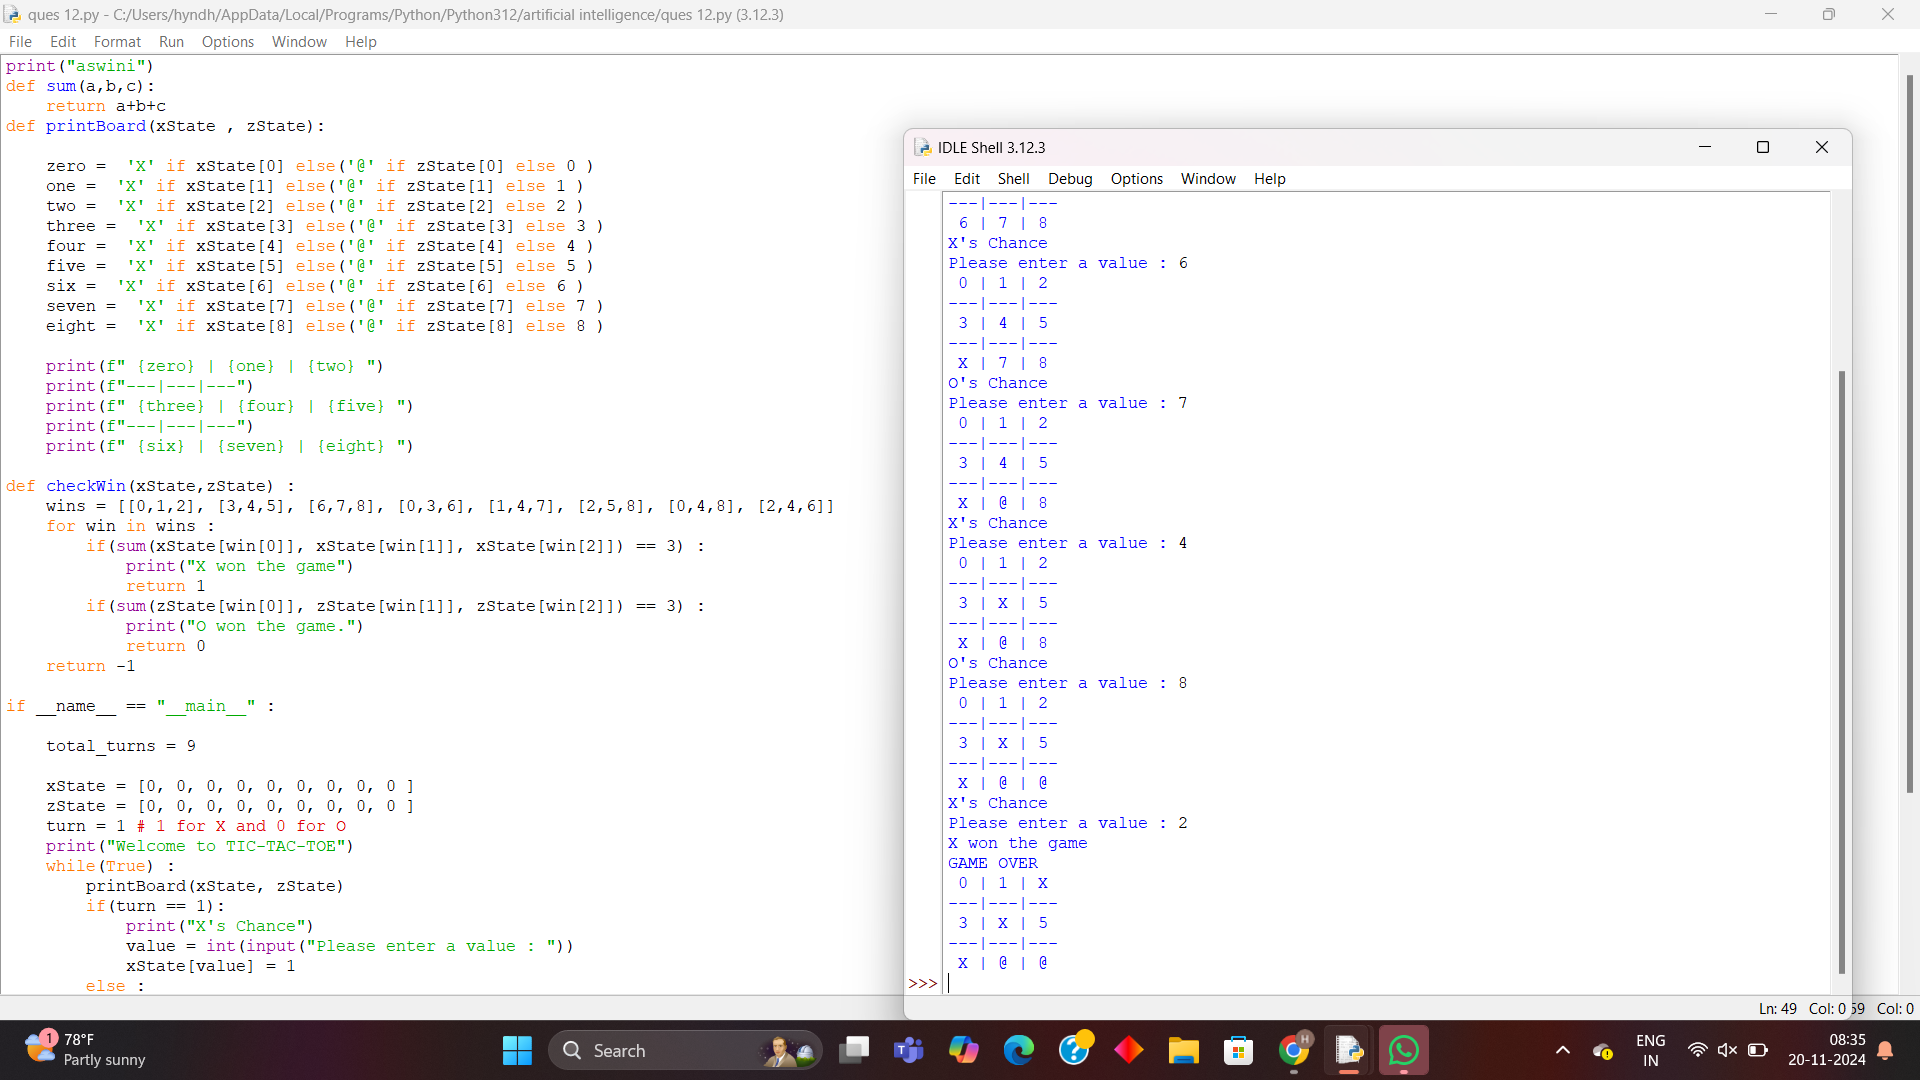 ques 12.py - C:/Users/hyndh/AppData/Local/Programs/Python/Python312/artificial intelligence/ques 12.py (3.12.3)
File Edit Format Run Options Window Help
print("aswini")
def sum(a,b,c):
    return a+b+c
def printBoard(xState , zState):
    zero =  'X' if xState[0] else('@' if zState[0] else 0 )
    one =  'X' if xState[1] else('@' if zState[1] else 1 )
    two =  'X' if xState[2] else('@' if zState[2] else 2 )
    three =  'X' if xState[3] else('@' if zState[3] else 3 )
    four =  'X' if xState[4] else('@' if zState[4] else 4 )
    five =  'X' if xState[5] else('@' if zState[5] else 5 )
    six =  'X' if xState[6] else('@' if zState[6] else 6 )
    seven =  'X' if xState[7] else('@' if zState[7] else 7 )
    eight =  'X' if xState[8] else('@' if zState[8] else 8 )
    print(f" {zero} | {one} | {two} ")
    print(f"---|---|---")
    print(f" {three} | {four} | {five} ")
    print(f"---|---|---")
    print(f" {six} | {seven} | {eight} ")
def checkWin(xState,zState) :
    wins = [[0,1,2], [3,4,5], [6,7,8], [0,3,6], [1,4,7], [2,5,8], [0,4,8], [2,4,6]]
    for win in wins :
        if(sum(xState[win[0]], xState[win[1]], xState[win[2]]) == 3) :
            print("X won the game")
            return 1
        if(sum(zState[win[0]], zState[win[1]], zState[win[2]]) == 3) :
            print("O won the game.")
            return 0
    return -1
if __name__ == "__main__" :
    total_turns = 9
    xState = [0, 0, 0, 0, 0, 0, 0, 0, 0 ]
    zState = [0, 0, 0, 0, 0, 0, 0, 0, 0 ]
    turn = 1 # 1 for X and 0 for O
    print("Welcome to TIC-TAC-TOE")
    while(True) :
        printBoard(xState, zState)
        if(turn == 1):
            print("X's Chance")
            value = int(input("Please enter a value : "))
            xState[value] = 1
        else :
IDLE Shell 3.12.3
File Edit Shell Debug Options Window Help
---|---|---
 6 | 7 | 8
X's Chance
Please enter a value : 6
 0 | 1 | 2
---|---|---
 3 | 4 | 5
---|---|---
 X | 7 | 8
O's Chance
Please enter a value : 7
 0 | 1 | 2
---|---|---
 3 | 4 | 5
---|---|---
 X | @ | 8
X's Chance
Please enter a value : 4
 0 | 1 | 2
---|---|---
 3 | X | 5
---|---|---
 X | @ | 8
O's Chance
Please enter a value : 8
 0 | 1 | 2
---|---|---
 3 | X | 5
---|---|---
 X | @ | @
X's Chance
Please enter a value : 2
X won the game
GAME OVER
 0 | 1 | X
---|---|---
 3 | X | 5
---|---|---
 X | @ | @
>>>
Ln: 49 Col: 0 59 Col: 0
1
78°F
Partly sunny
Search
H
ENG
IN
08:35
20-11-2024